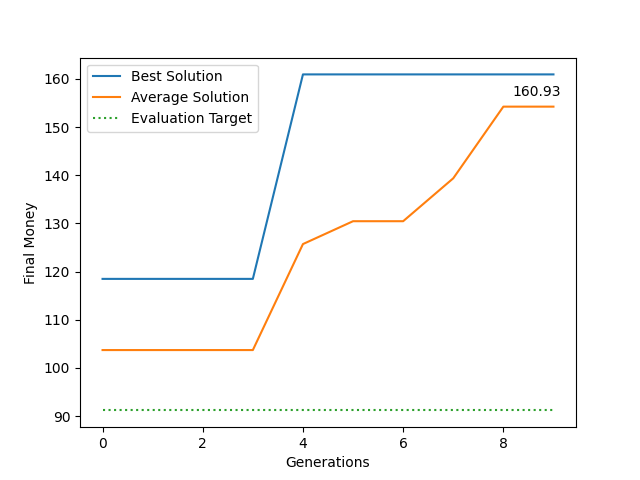 Best Solution
Average Solution
Evaluation Target
160.93
Final Money
160
150
140
130
120
110
100
90
0 2 4 6 8
Generations